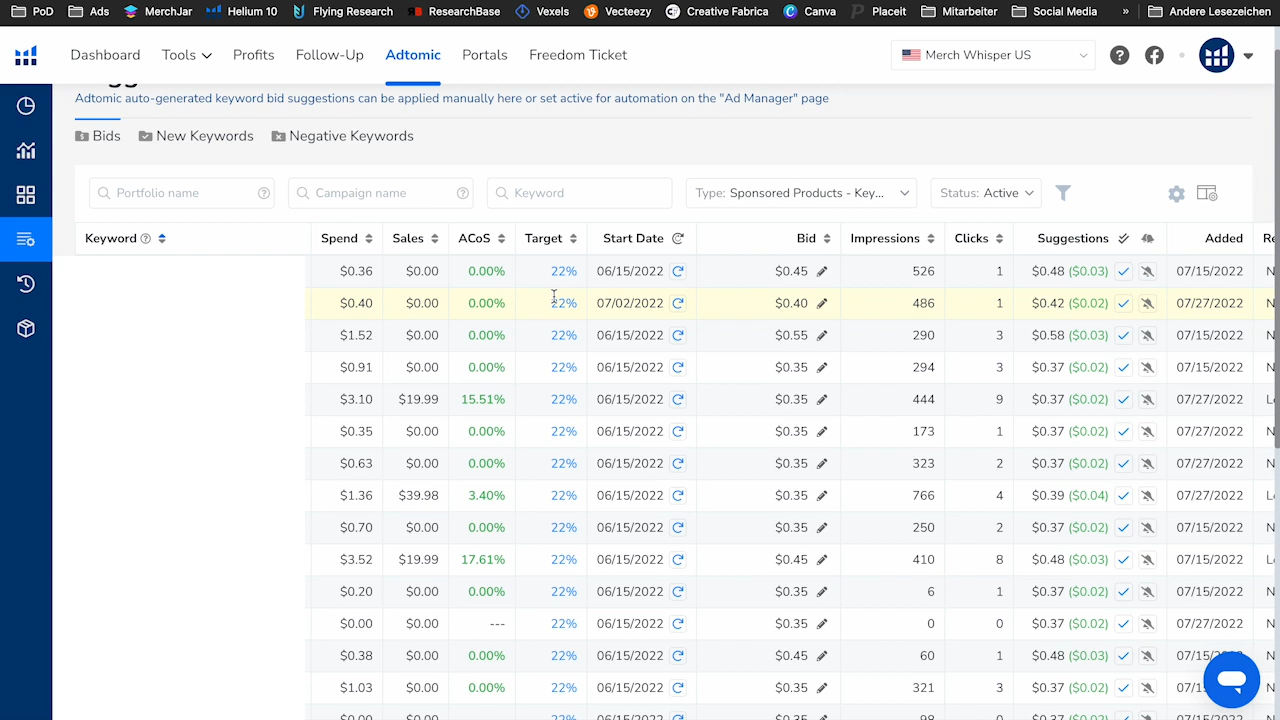 PoD Ads MerchJar Helium 10 Flying Research ResearchBase Vexels Vecteezy Creative Fabrica Canva Placeit Mitarbeiter Social Media » Andere Lesezeichen
Dashboard Tools Profits Follow-Up Adtomic Portals Freedom Ticket Merch Whisper US
Adtomic auto-generated keyword bid suggestions can be applied manually here or set active for automation on the "Ad Manager" page
Bids New Keywords Negative Keywords
Portfolio name Campaign name Keyword Type: Sponsored Products - Key... Status: Active
Keyword Spend Sales ACoS Target Start Date Bid Impressions Clicks Suggestions Added Re
$0.36 $0.00 0.00% 22% 06/15/2022 $0.45 526 1 $0.48 ($0.03) 07/15/2022 N
$0.40 $0.00 0.00% 22% 07/02/2022 $0.40 486 1 $0.42 ($0.02) 07/27/2022 N
$1.52 $0.00 0.00% 22% 06/15/2022 $0.55 290 3 $0.58 ($0.03) 07/15/2022 N
$0.91 $0.00 0.00% 22% 06/15/2022 $0.35 294 3 $0.37 ($0.02) 07/15/2022 N
$3.10 $19.99 15.51% 22% 06/15/2022 $0.35 444 9 $0.37 ($0.02) 07/27/2022 Lo
$0.35 $0.00 0.00% 22% 06/15/2022 $0.35 173 1 $0.37 ($0.02) 07/27/2022 N
$0.63 $0.00 0.00% 22% 06/15/2022 $0.35 323 2 $0.37 ($0.02) 07/27/2022 N
$1.36 $39.98 3.40% 22% 06/15/2022 $0.35 766 4 $0.39 ($0.04) 07/27/2022 Lo
$0.70 $0.00 0.00% 22% 06/15/2022 $0.35 250 2 $0.37 ($0.02) 07/15/2022 N
$3.52 $19.99 17.61% 22% 06/15/2022 $0.45 410 8 $0.48 ($0.03) 07/15/2022 Lo
$0.20 $0.00 0.00% 22% 06/15/2022 $0.35 6 1 $0.37 ($0.02) 07/15/2022 N
$0.00 $0.00 --- 22% 06/15/2022 $0.35 0 0 $0.37 ($0.02) 07/27/2022 N
$0.38 $0.00 0.00% 22% 06/15/2022 $0.45 60 1 $0.48 ($0.03) 07/15/
$1.03 $0.00 0.00% 22% 06/15/2022 $0.35 321 3 $0.37 ($0.02) 07/1